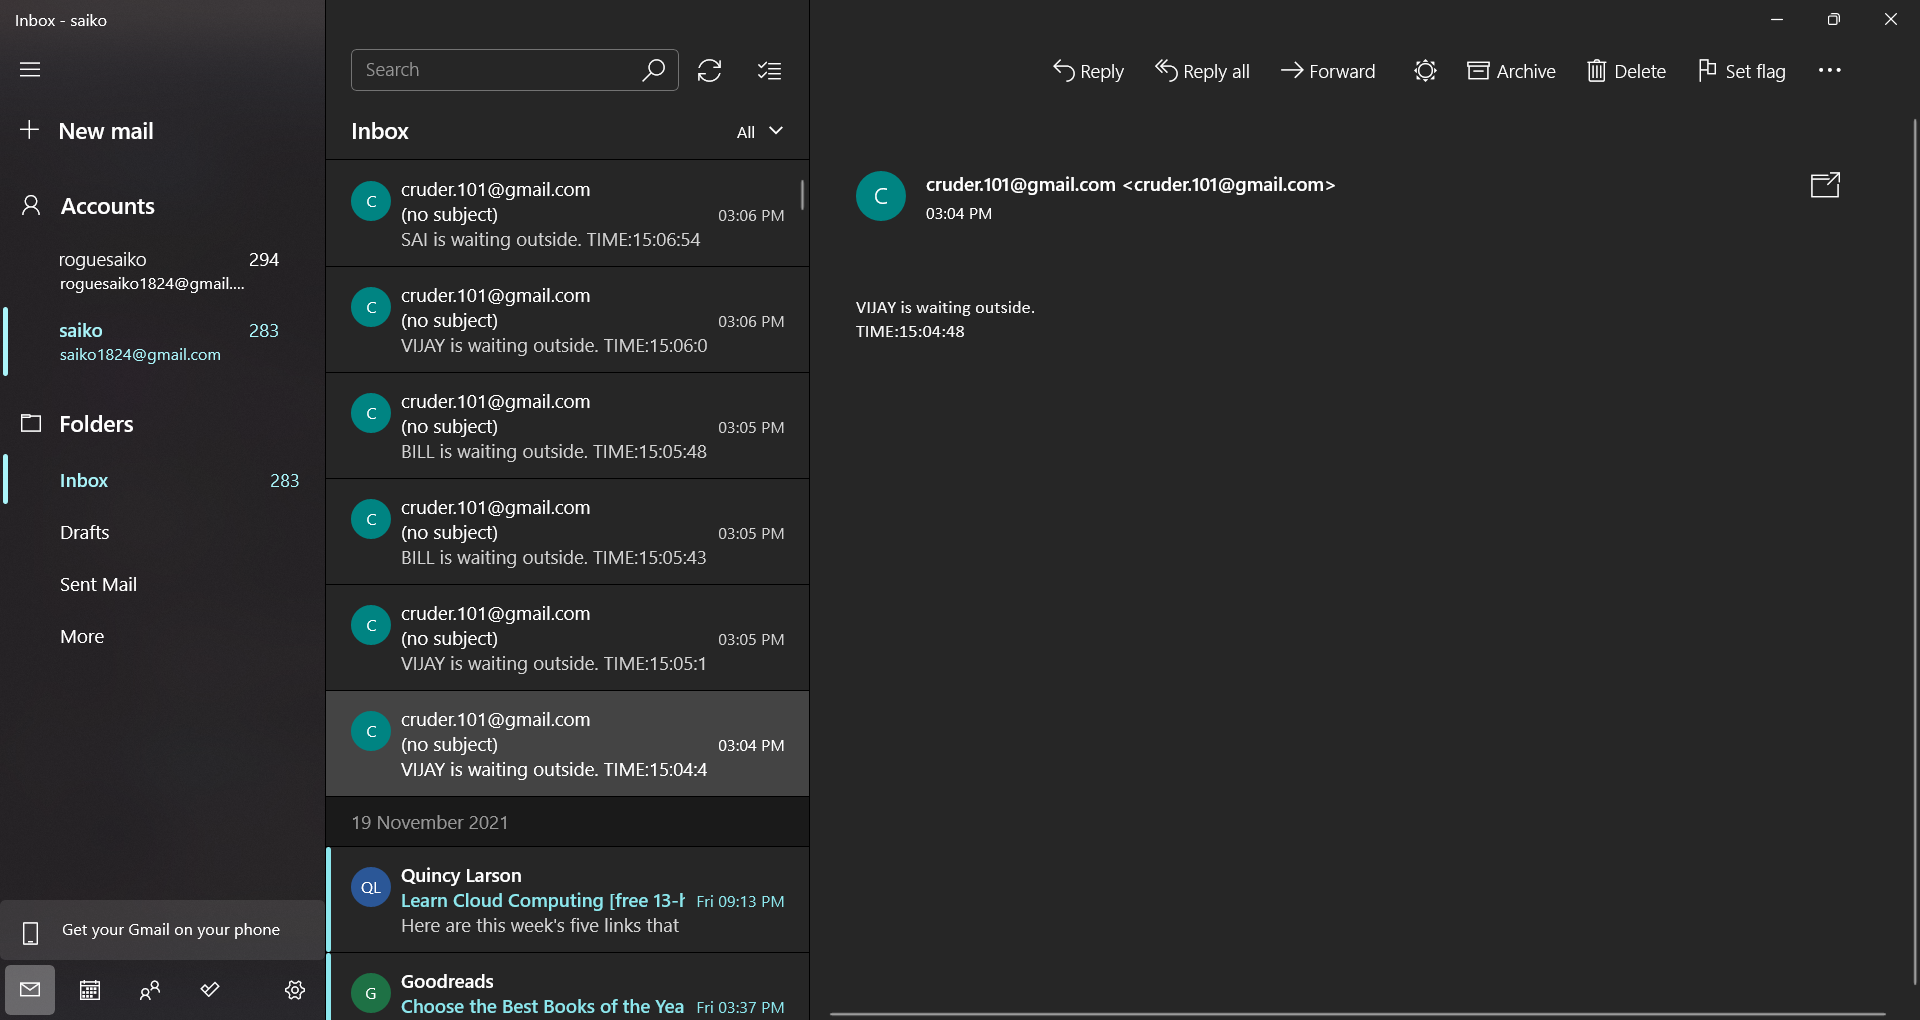 Inbox - saiko
New mail
Accounts
roguesaiko 294
roguesaiko1824@gmail....
saiko 283
saiko1824@gmail.com
Folders
Inbox 283
Drafts
Sent Mail
More
Get your Gmail on your phone
Search
Inbox All
C cruder.101@gmail.com
(no subject) 03:06 PM
SAI is waiting outside. TIME:15:06:54
C cruder.101@gmail.com
(no subject) 03:06 PM
VIJAY is waiting outside. TIME:15:06:0
C cruder.101@gmail.com
(no subject) 03:05 PM
BILL is waiting outside. TIME:15:05:48
C cruder.101@gmail.com
(no subject) 03:05 PM
BILL is waiting outside. TIME:15:05:43
C cruder.101@gmail.com
(no subject) 03:05 PM
VIJAY is waiting outside. TIME:15:05:1
C cruder.101@gmail.com
(no subject) 03:04 PM
VIJAY is waiting outside. TIME:15:04:4
19 November 2021
QL Quincy Larson
Learn Cloud Computing [free 13-h Fri 09:13 PM
Here are this week's five links that
G Goodreads
Choose the Best Books of the Yea Fri 03:37 PM
Reply Reply all Forward Archive Delete Set flag
C cruder.101@gmail.com <cruder.101@gmail.com>
03:04 PM
VIJAY is waiting outside.
TIME:15:04:48